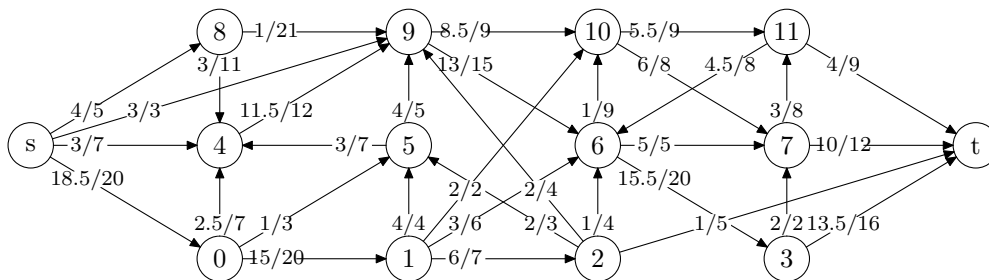 8 1/21 9 8.5/9 10 5.5/9 11
3/11 13/15 6/8 4.5/8 4/9
4/5 3/3 11.5/12 4/5 1/9 3/8
s 3/7 4 3/7 5 6 5/5 7 10/12 t
18.5/20 15.5/20
2/2 2/4
2.5/7 1/3 4/4 3/6 2/3 1/4 1/5 2/2 13.5/16
0 15/20 1 6/7 2 3